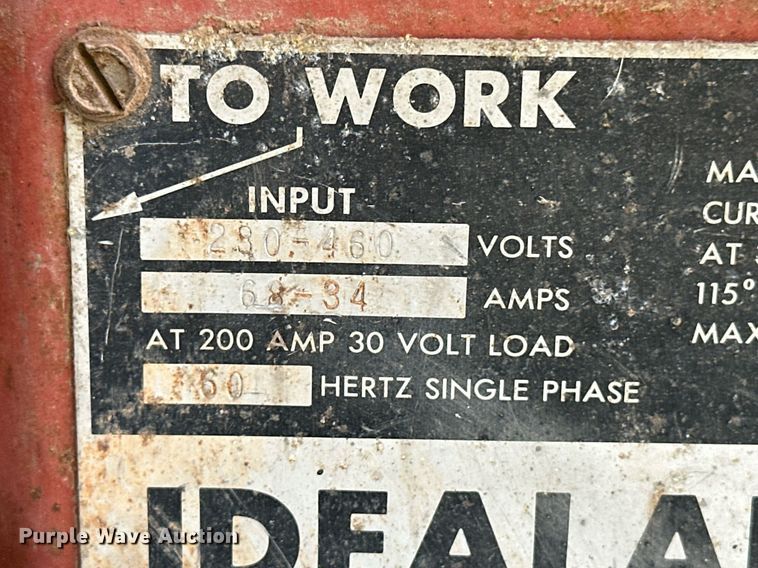 TO WORK
INPUT
230-460 VOLTS
68-34 AMPS
AT 200 AMP 30 VOLT LOAD
60 HERTZ SINGLE PHASE
MA
CUR
AT
115°
MAX
IDEALA
Purple Wave Auction